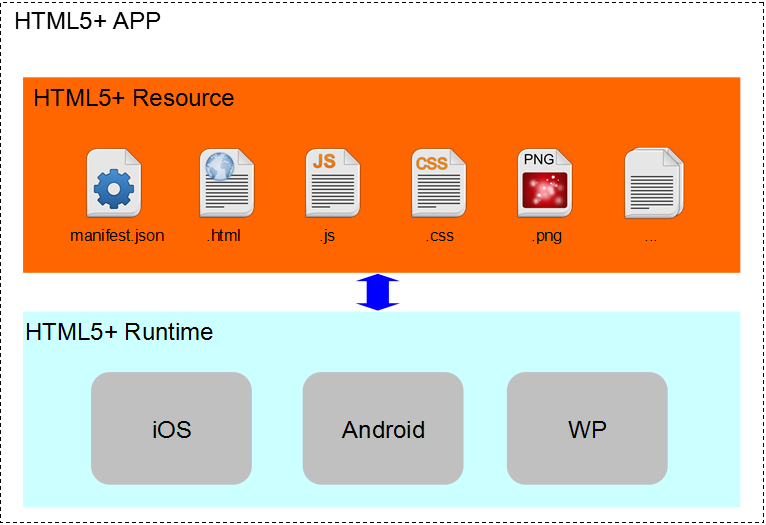 HTML5+ APP
HTML5+ Resource
JS
CSS
PNG
manifest.json
.html
.js
.css
.png
...
HTML5+ Runtime
iOS
Android
WP